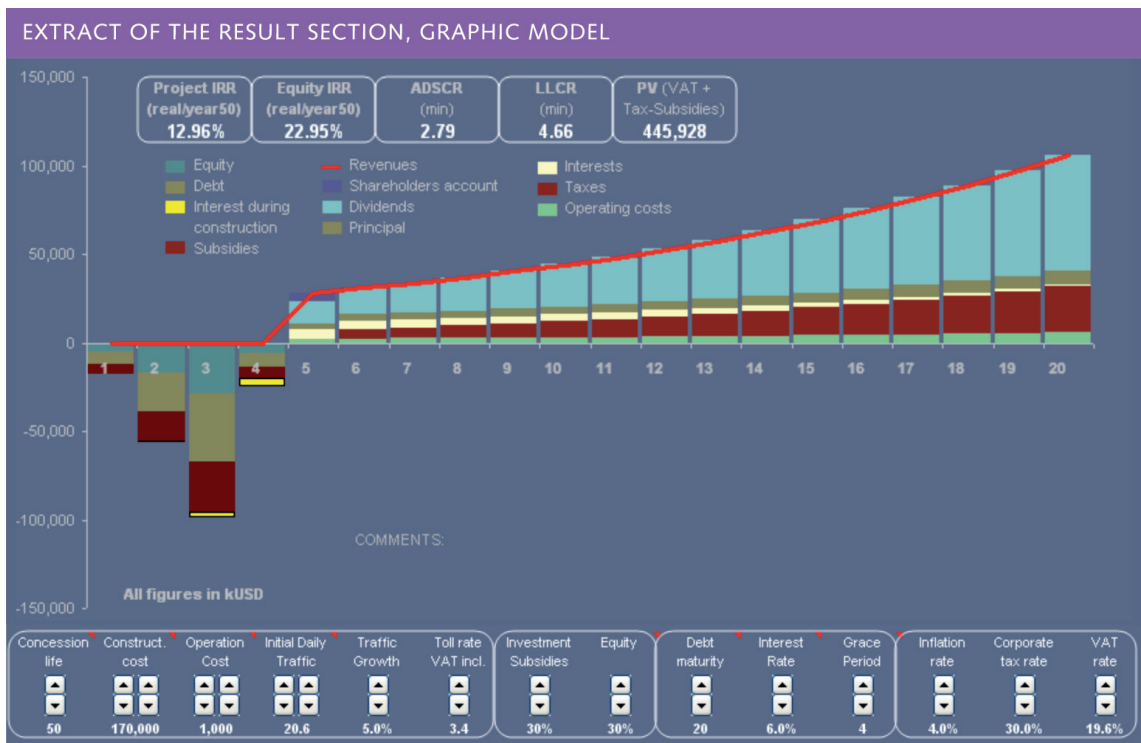 EXTRACT OF THE RESULT SECTION, GRAPHIC MODEL
150,000
100,000
50,000
0
-50,000
-100,000
-150,000
Project IRR
(real/year50)
12.96%
Equity IRR
(real/year50)
22.95%
ADSCR
(min)
2.79
LLCR
(min)
4.66
PV (VAT +
Tax-Subsidies)
445,928
Equity
Debt
Interest during
construction
Subsidies
Revenues
Shareholders account
Dividends
Principal
Interests
Taxes
Operating costs
1 2 3 4 5 6 7 8 9 10 11 12 13 14 15 16 17 18 19 20
COMMENTS:
All figures in kUSD
Concession
life
50
Construct.
cost
170,000
Operation
Cost
1,000
Initial Daily
Traffic
20.6
Traffic
Growth
5.0%
Toll rate
VAT incl.
3.4
Investment
Subsidies
30%
Equity
30%
Debt
maturity
20
Interest
Rate
6.0%
Grace
Period
4
Inflation
rate
4.0%
Corporate
tax rate
30.0%
VAT
rate
19.6%